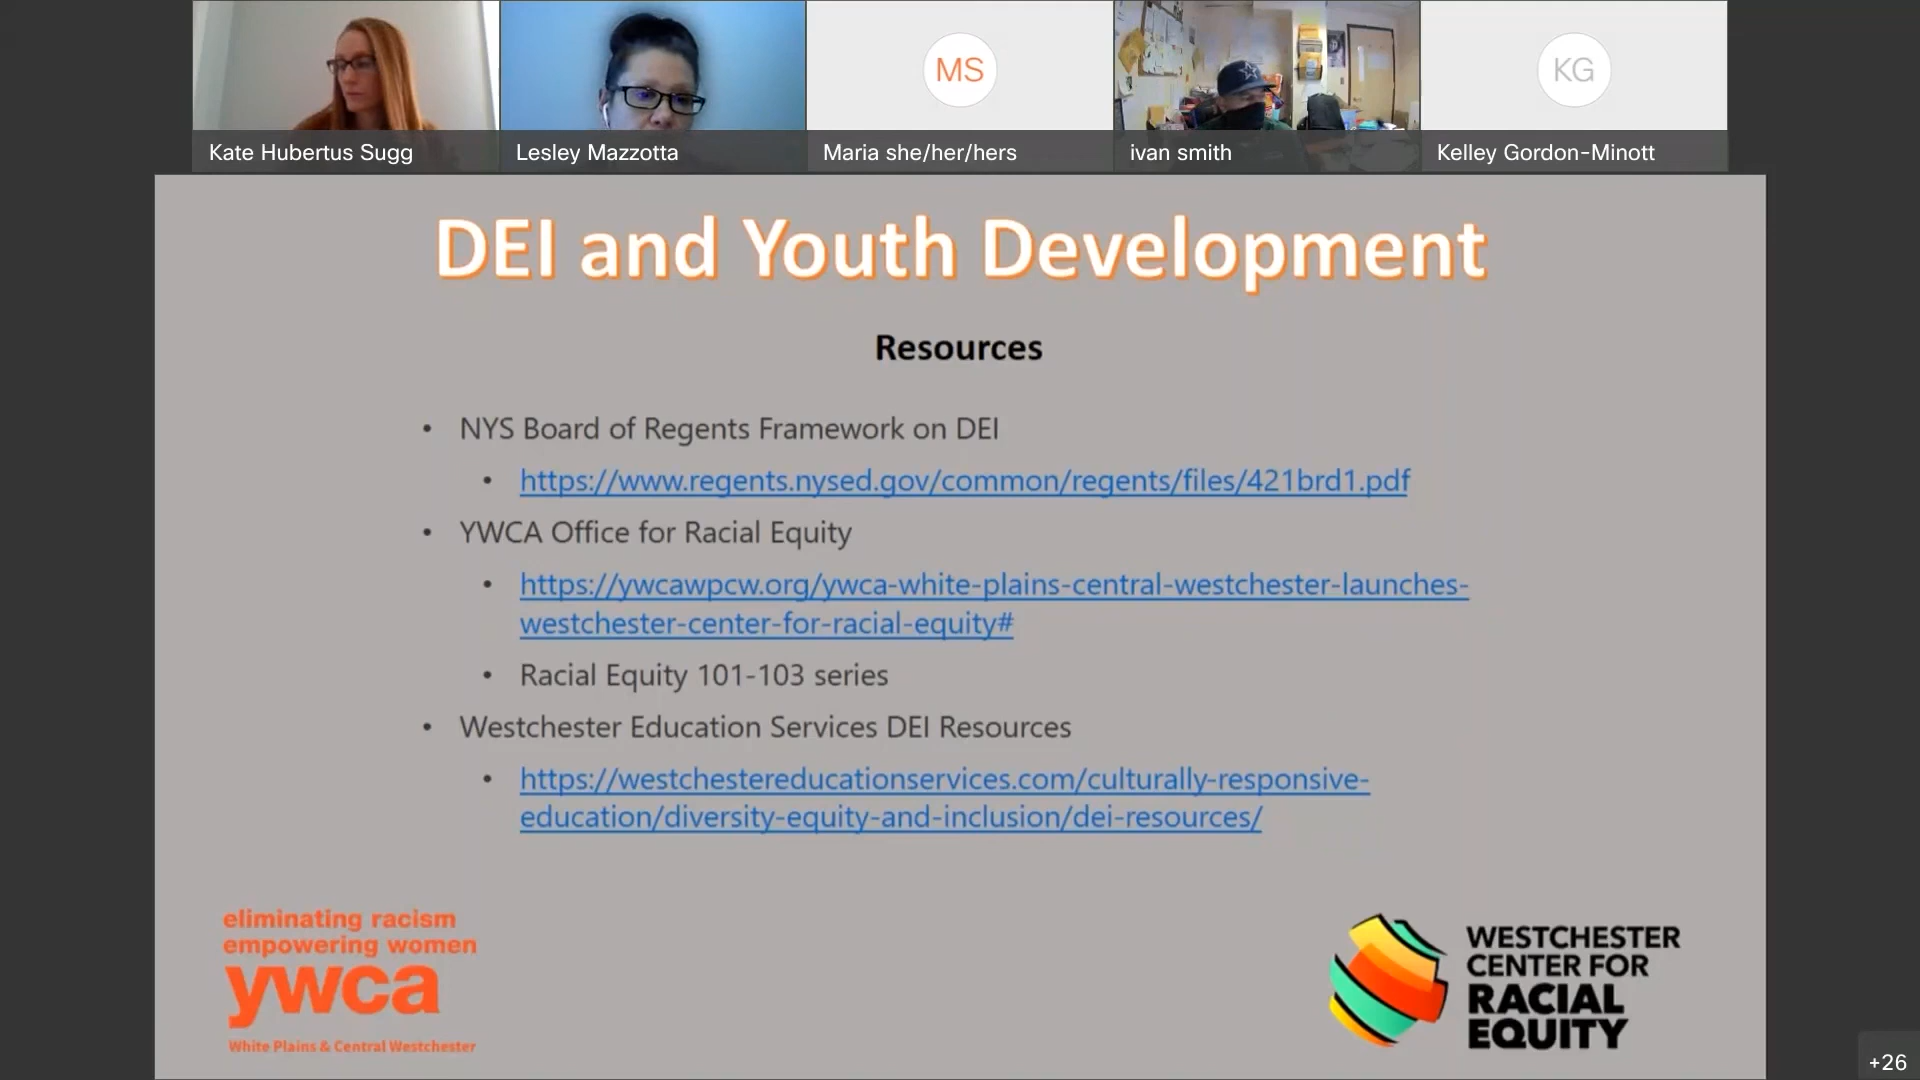 MS
KG
Kate Hubertus Sugg
Lesley Mazzotta
Maria she/her/hers
ivan smith
Kelley Gordon-Minott
DEI and Youth Development
Resources
• NYS Board of Regents Framework on DEI
• https://www.regents.nysed.gov/common/regents/files/421brd1.pdf
• YWCA Office for Racial Equity
• https://ywcawpcw.org/ywca-white-plains-central-westchester-launches-
westchester-center-for-racial-equity#
• Racial Equity 101-103 series
• Westchester Education Services DEI Resources
• https://westchestereducationservices.com/culturally-responsive-
education/diversity-equity-and-inclusion/dei-resources/
eliminating racism
empowering women
ywca
White Plains & Central Westchester
WESTCHESTER
CENTER FOR
RACIAL
EQUITY
+26